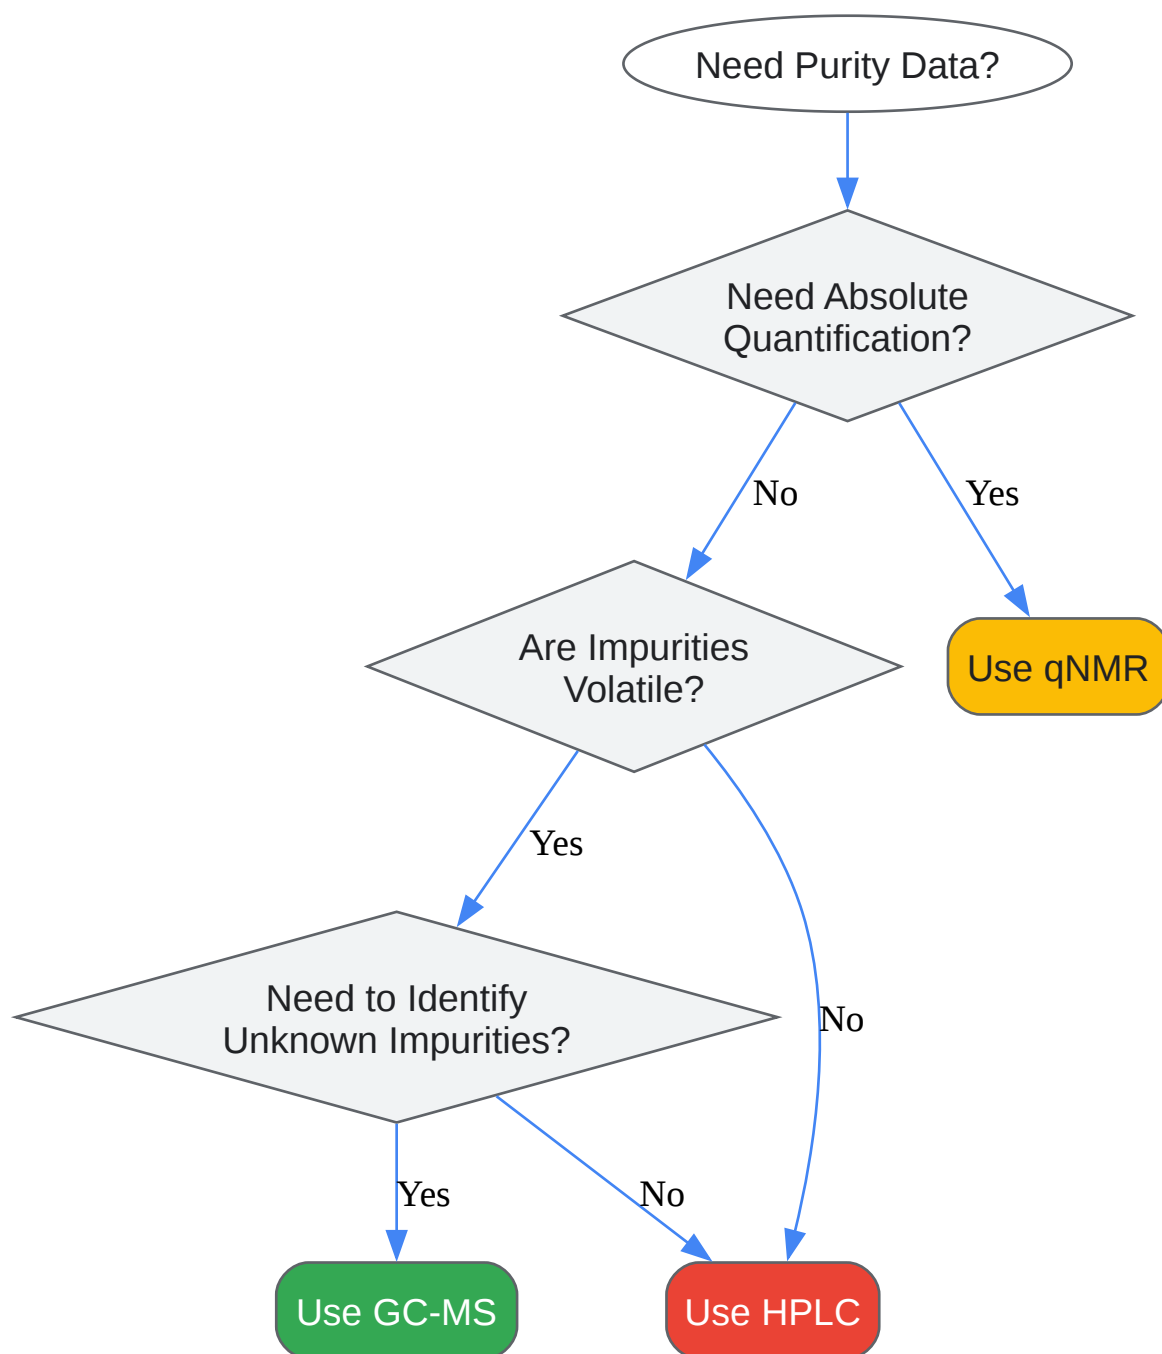 Need Purity Data?
Need Absolute
Quantification?
No
Yes
Are Impurities
Volatile?
Use qNMR
Yes
Need to Identify
Unknown Impurities?
No
Yes
No
Use GC-MS
Use HPLC